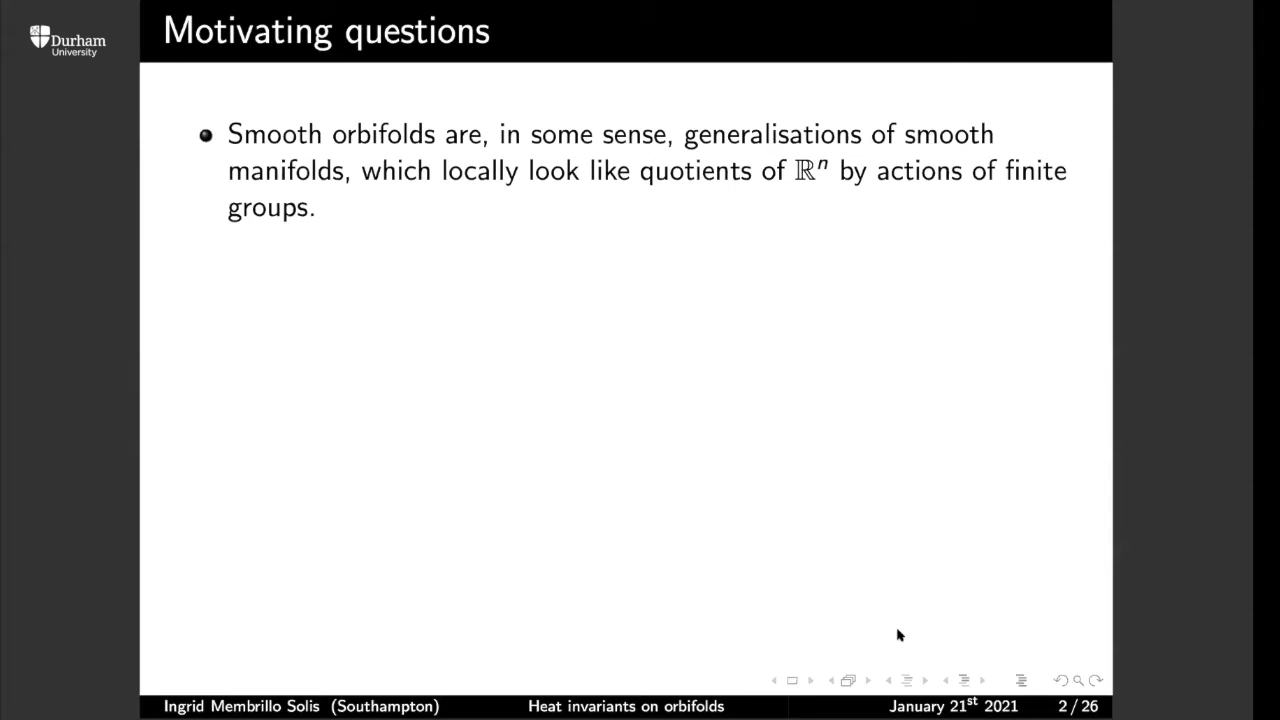 Durham
University
Motivating questions
Smooth orbifolds are, in some sense, generalisations of smooth
manifolds, which locally look like quotients of ℝⁿ by actions of finite
groups.
Ingrid Membrillo Solis (Southampton) Heat invariants on orbifolds January 21st 2021 2 / 26